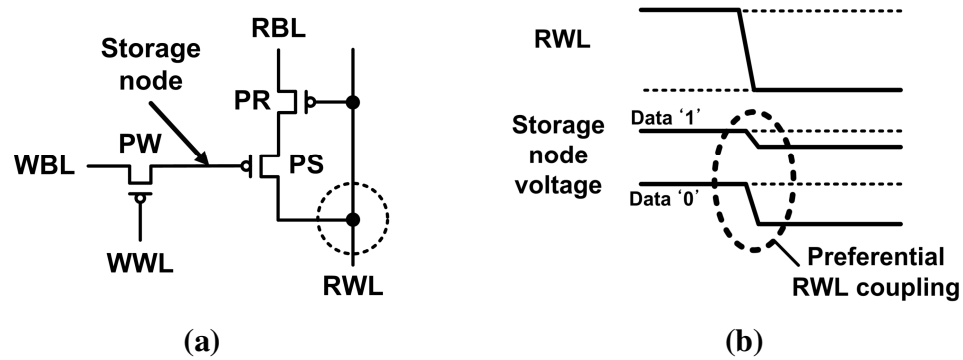 RBL
Storage
node
PR
PW
WBL
PS
WWL
RWL
(a)
RWL
Data ‘1’
Storage
node
voltage
Data ‘0’
Preferential
RWL coupling
(b)